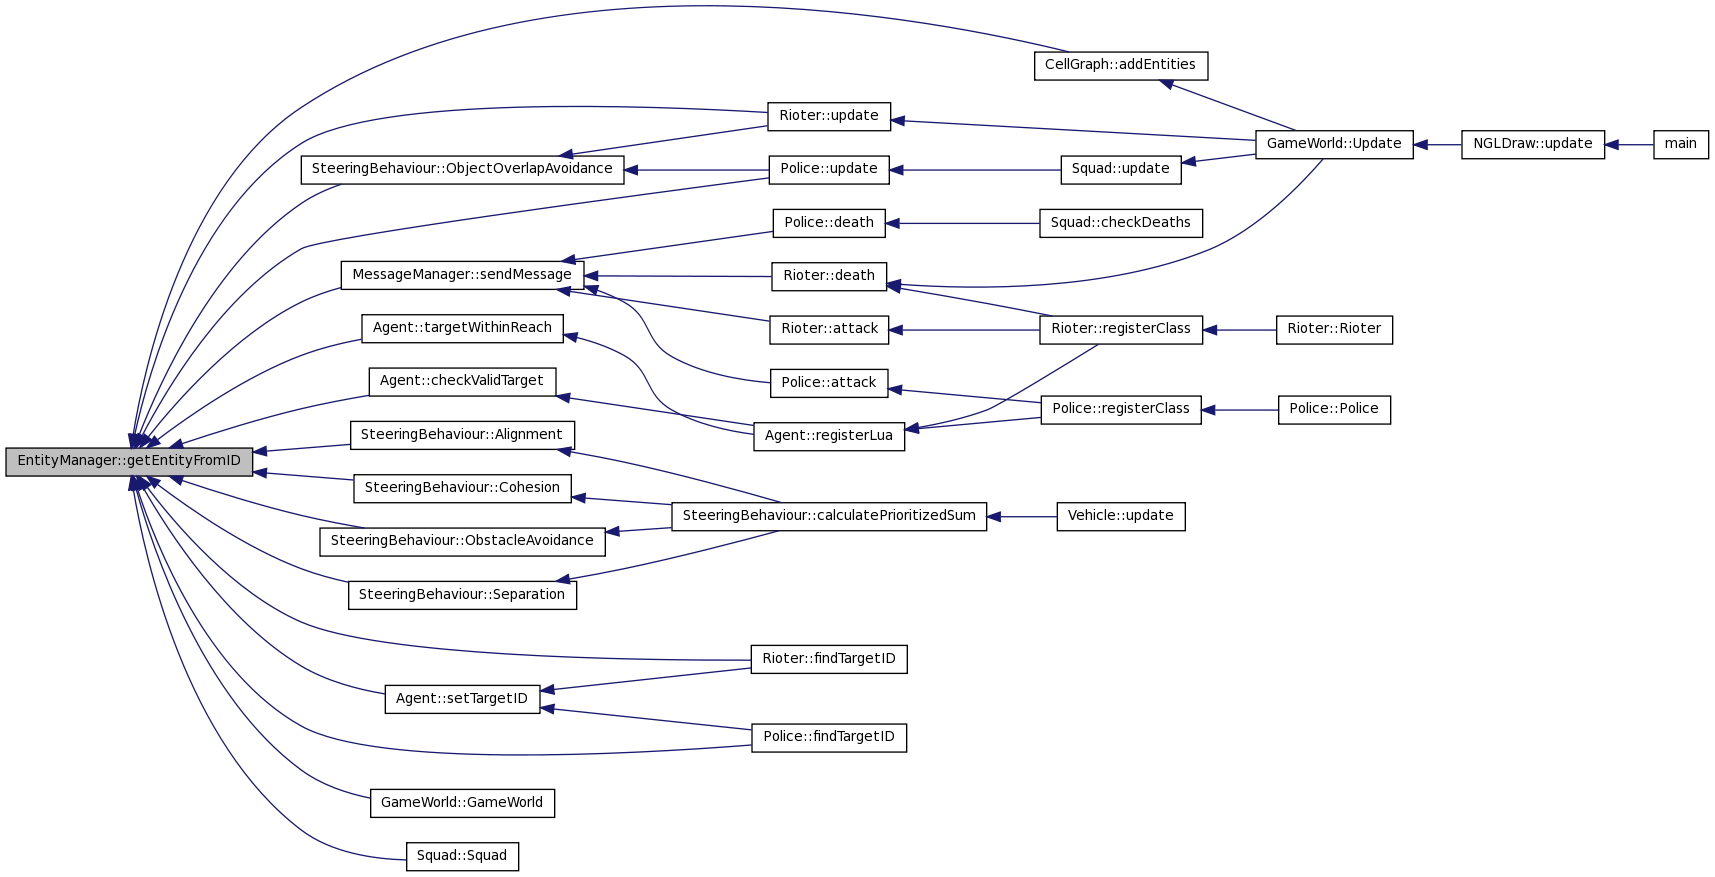 CellGraph::addEntities
Rioter::update
GameWorld::Update
NGLDraw::update
main
SteeringBehaviour::ObjectOverlapAvoidance
Police::update
Squad::update
Police::death
Squad::checkDeaths
MessageManager::sendMessage
Rioter::death
Agent::targetWithinReach
Rioter::attack
Rioter::registerClass
Rioter::Rioter
Agent::checkValidTarget
Police::attack
Police::registerClass
Police::Police
SteeringBehaviour::Alignment
Agent::registerLua
EntityManager::getEntityFromID
SteeringBehaviour::Cohesion
SteeringBehaviour::calculatePrioritizedSum
Vehicle::update
SteeringBehaviour::ObstacleAvoidance
SteeringBehaviour::Separation
Rioter::findTargetID
Agent::setTargetID
Police::findTargetID
GameWorld::GameWorld
Squad::Squad